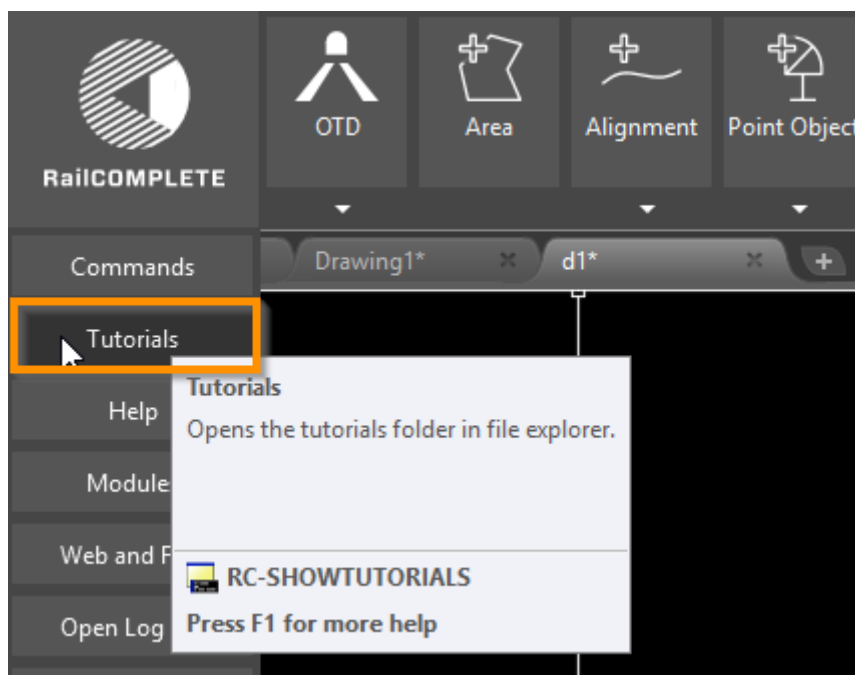 RailCOMPLETE
OTD
Area
Alignment
Point Object
Commands
Drawing1*
d1*
Tutorials
Tutorials
Opens the tutorials folder in file explorer.
Help
Module
Web and F
RC-SHOWTUTORIALS
Open Log
Press F1 for more help